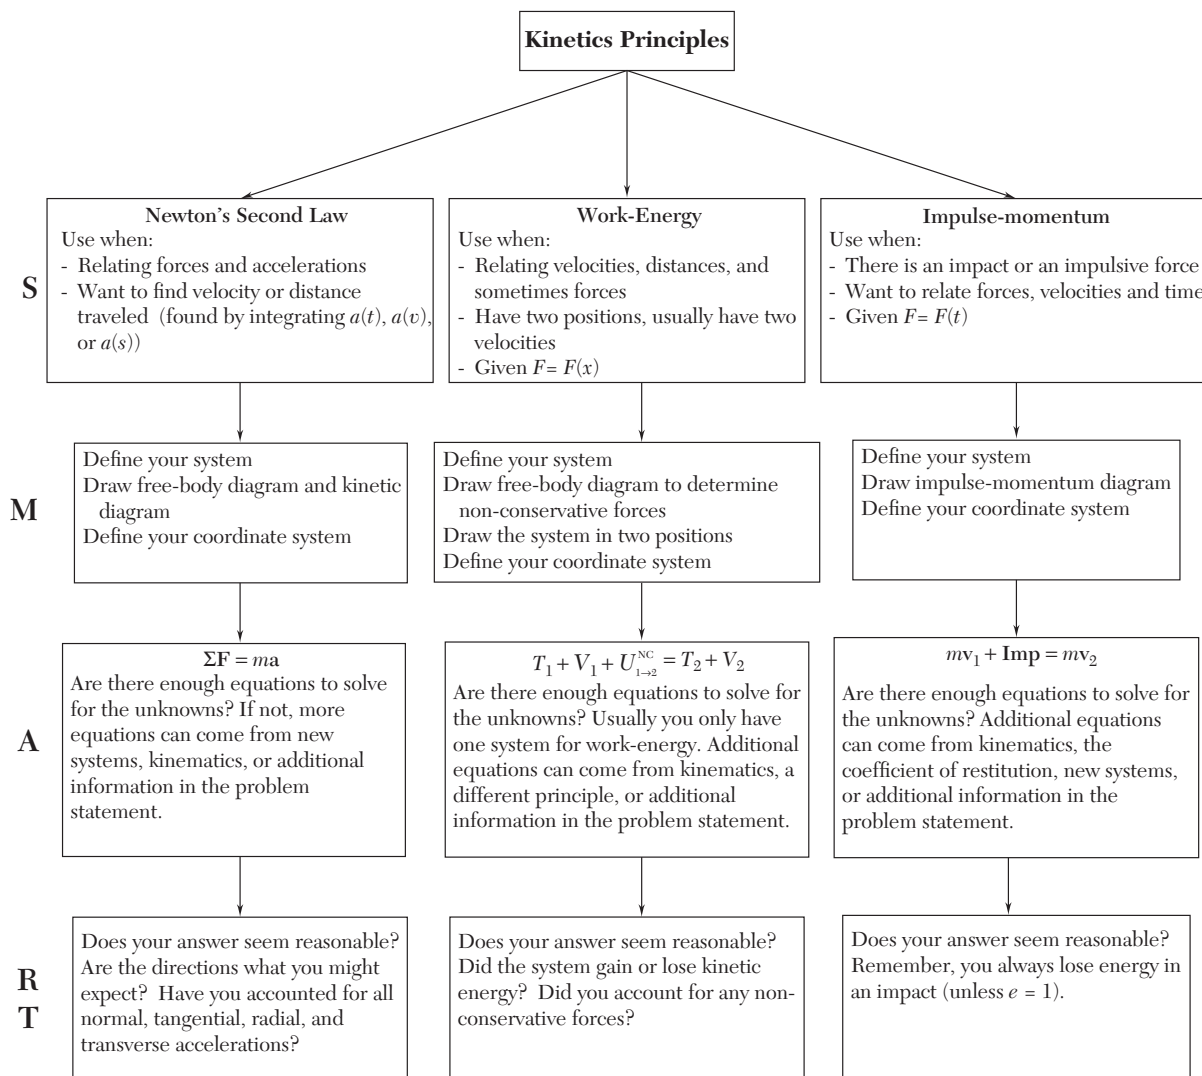 Kinetics Principles
S
Newton's Second Law
Use when:
- Relating forces and accelerations
- Want to find velocity or distance
traveled (found by integrating a(t), a(v),
or a(s))
Work-Energy
Use when:
- Relating velocities, distances, and
sometimes forces
- Have two positions, usually have two
velocities
- Given F = F(x)
Impulse-momentum
Use when:
- There is an impact or an impulsive force
- Want to relate forces, velocities and time
- Given F = F(t)
M
Define your system
Draw free-body diagram and kinetic
diagram
Define your coordinate system
Define your system
Draw free-body diagram to determine
non-conservative forces
Draw the system in two positions
Define your coordinate system
Define your system
Draw impulse-momentum diagram
Define your coordinate system
A
ΣF = ma
Are there enough equations to solve
for the unknowns? If not, more
equations can come from new
systems, kinematics, or additional
information in the problem
statement.
T₁ + V₁ + U₁→₂ᴺᶜ = T₂ + V₂
Are there enough equations to solve for
the unknowns? Usually you only have
one system for work-energy. Additional
equations can come from kinematics, a
different principle, or additional
information in the problem statement.
mv₁ + Imp = mv₂
Are there enough equations to solve for
the unknowns? Additional equations
can come from kinematics, the
coefficient of restitution, new systems,
or additional information in the
problem statement.
R
T
Does your answer seem reasonable?
Are the directions what you might
expect? Have you accounted for all
normal, tangential, radial, and
transverse accelerations?
Does your answer seem reasonable?
Did the system gain or lose kinetic
energy? Did you account for any non-
conservative forces?
Does your answer seem reasonable?
Remember, you always lose energy in
an impact (unless e = 1).